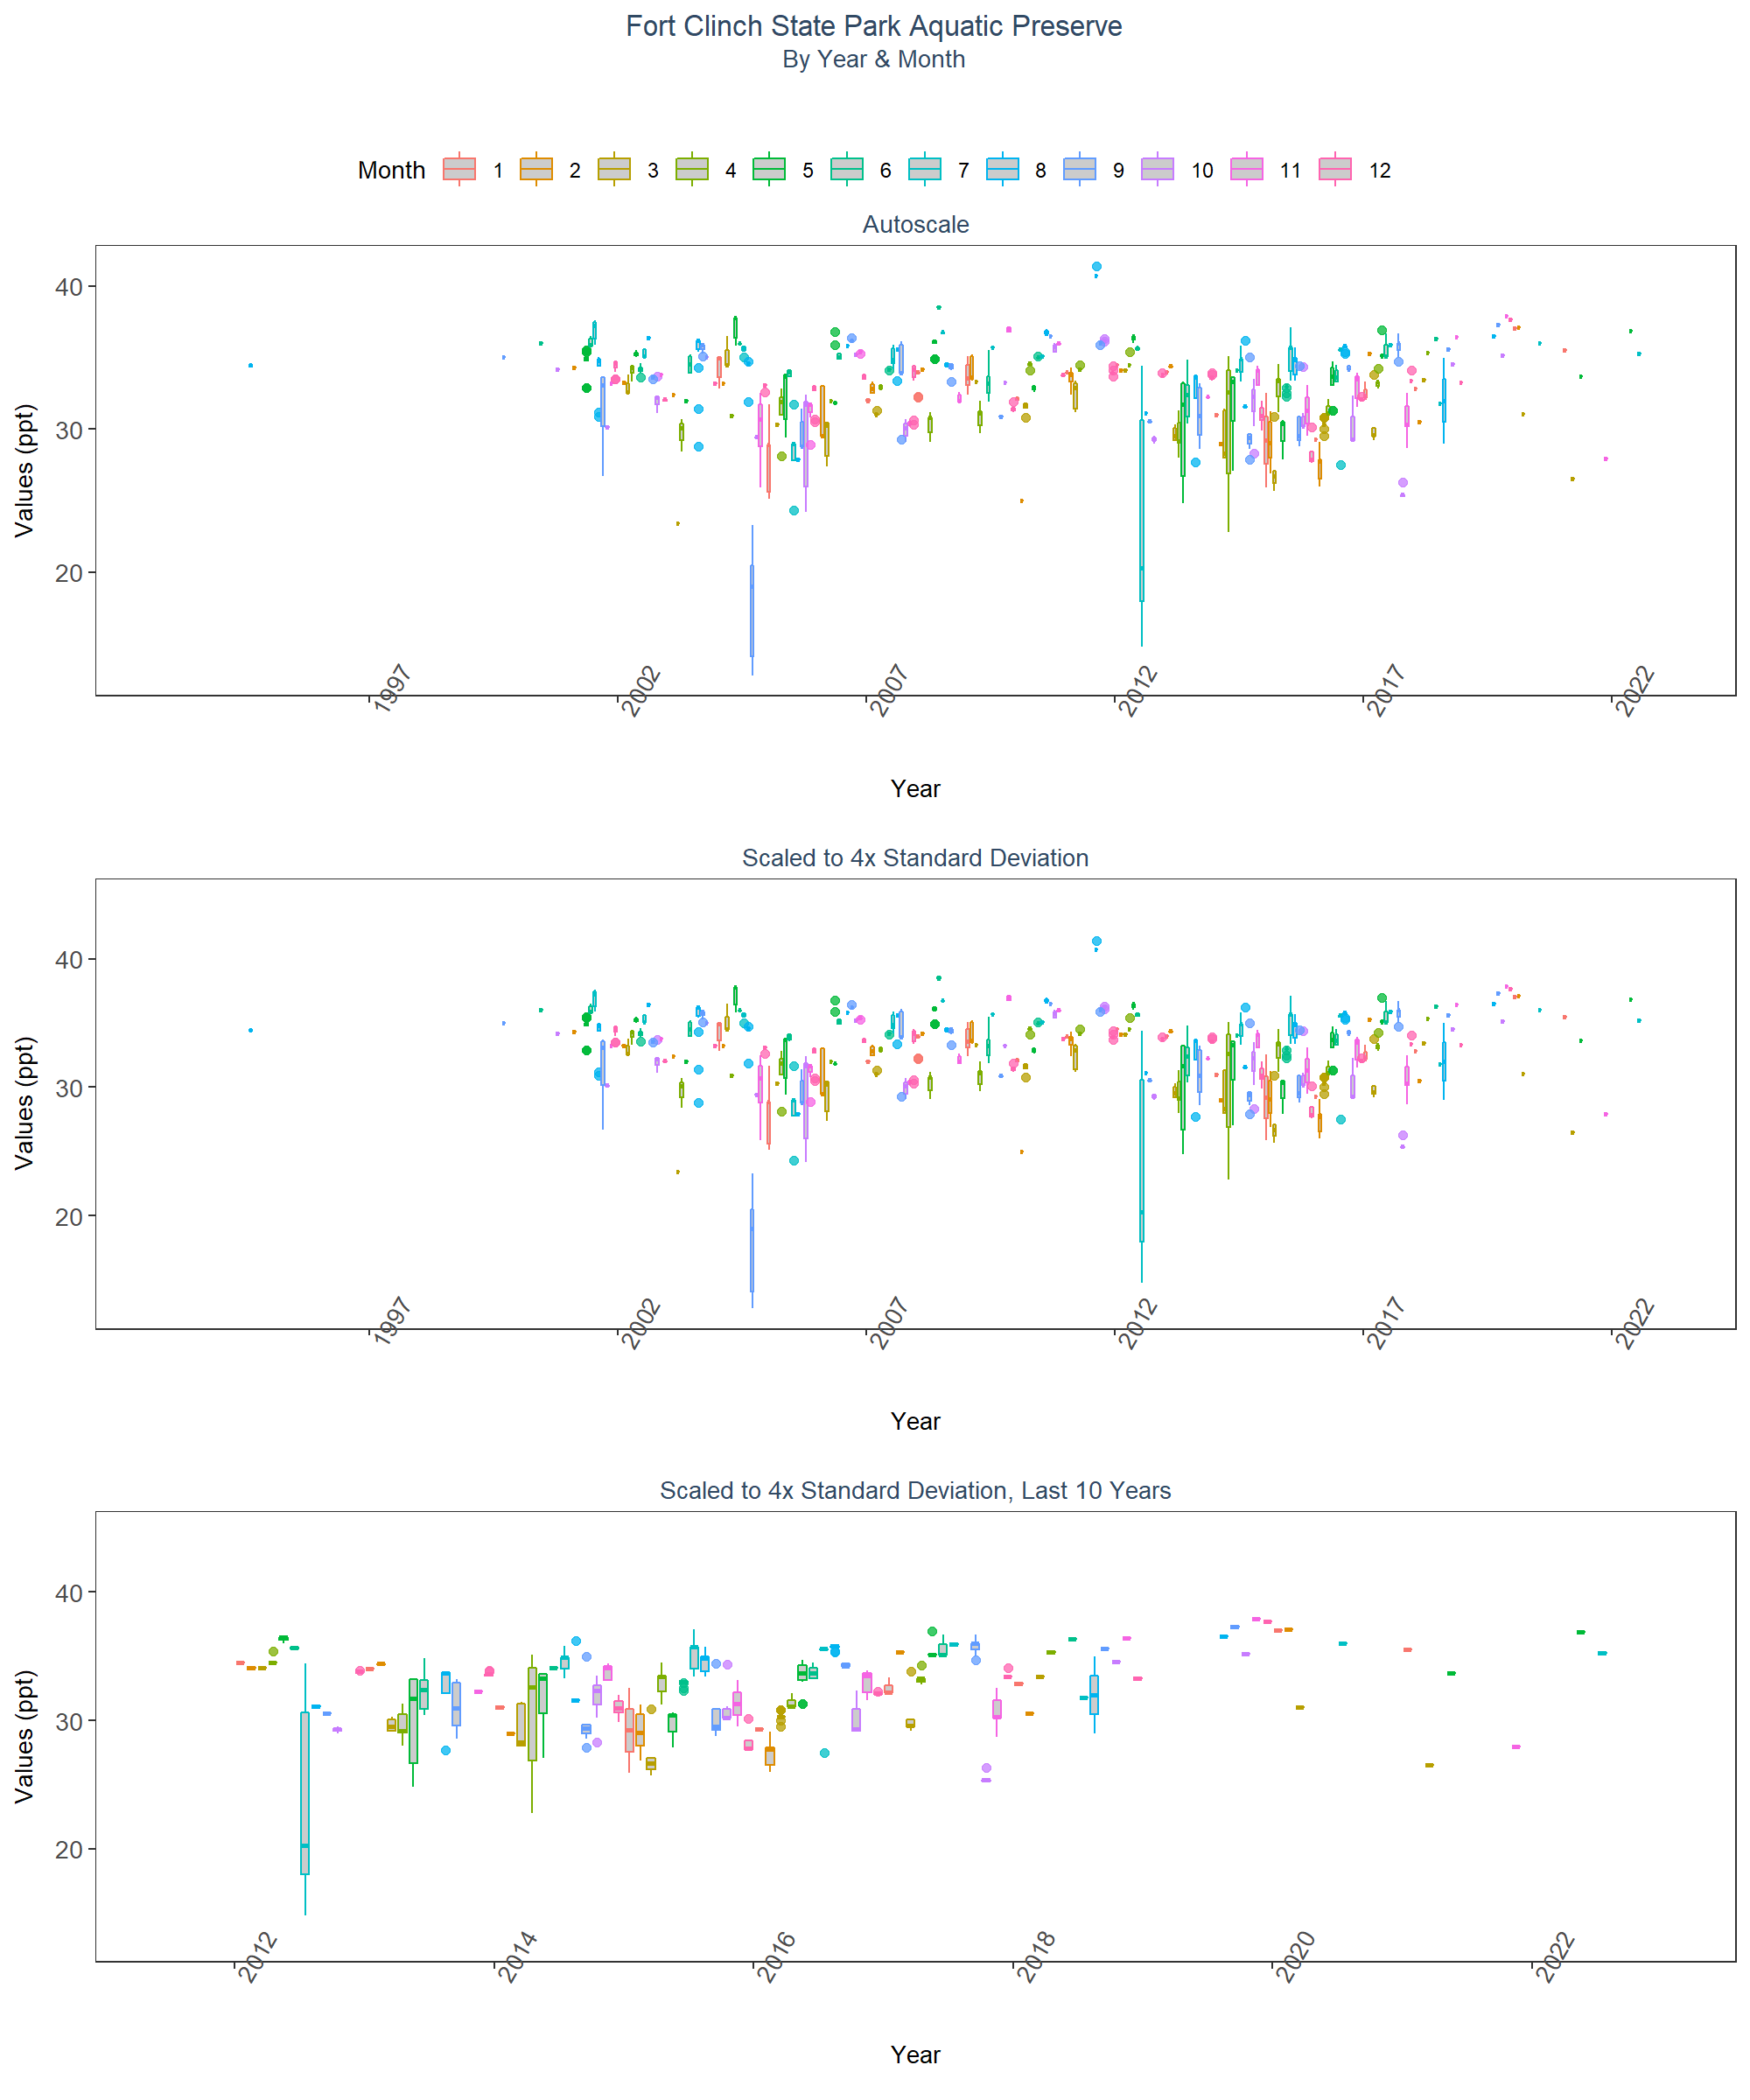 Fort Clinch State Park Aquatic Preserve
By Year & Month
Month 1 2 3 4 5 6 7 8 9 10 11 12
Autoscale
Values (ppt)
40
30
20
1997 2002 2007 2012 2017 2022
Year
Scaled to 4x Standard Deviation
Values (ppt)
40
30
20
1997 2002 2007 2012 2017 2022
Year
Scaled to 4x Standard Deviation, Last 10 Years
Values (ppt)
40
30
20
2012 2014 2016 2018 2020 2022
Year